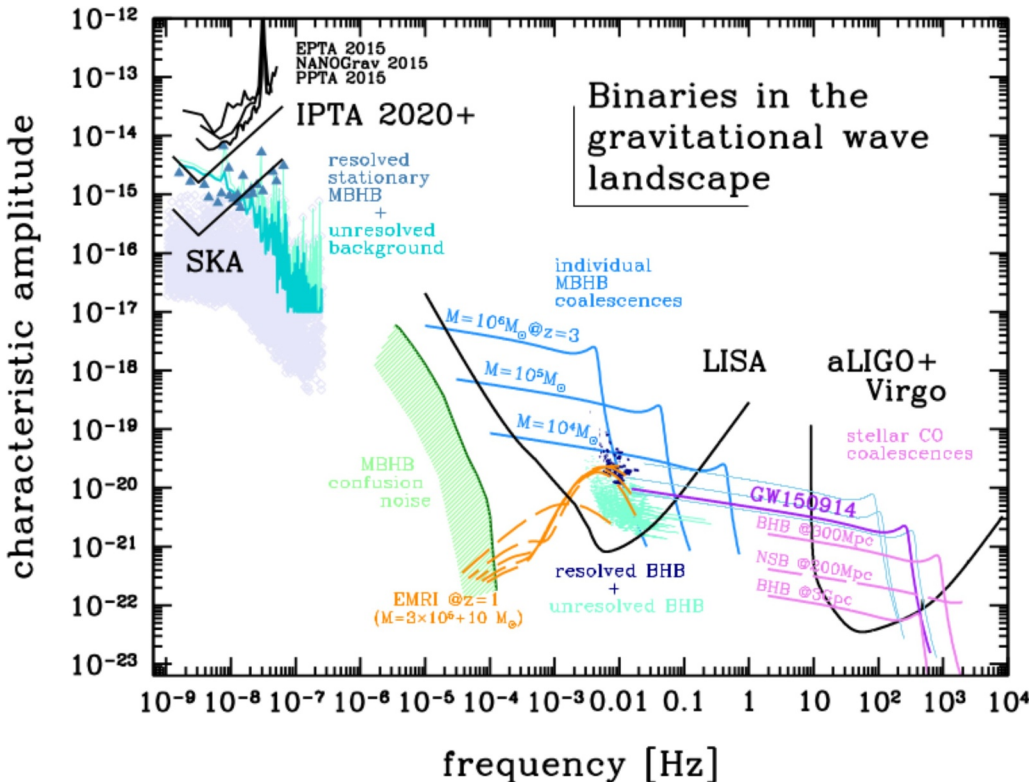 EPTA 2015
NANOGrav 2015
PPTA 2015
IPTA 2020+
Binaries in the
gravitational wave
landscape
resolved
stationary
MBHB
+
unresolved
background
SKA
individual
MBHB
coalescences
M=10⁶M☉@z=3
M=10⁵M☉
M=10⁴M☉
LISA
aLIGO+
Virgo
stellar CO
coalescences
MBHB
confusion
noise
GW150914
BHB @300Mpc
NSB @200Mpc
BHB @3Gpc
resolved BHB
+
unresolved BHB
EMRI @z=1
(M=3×10⁶+10 M☉)
characteristic amplitude
10⁻¹²
10⁻¹³
10⁻¹⁴
10⁻¹⁵
10⁻¹⁶
10⁻¹⁷
10⁻¹⁸
10⁻¹⁹
10⁻²⁰
10⁻²¹
10⁻²²
10⁻²³
10⁻⁹ 10⁻⁸ 10⁻⁷ 10⁻⁶ 10⁻⁵ 10⁻⁴ 10⁻³ 0.01 0.1 1 10 100 10³ 10⁴
frequency [Hz]